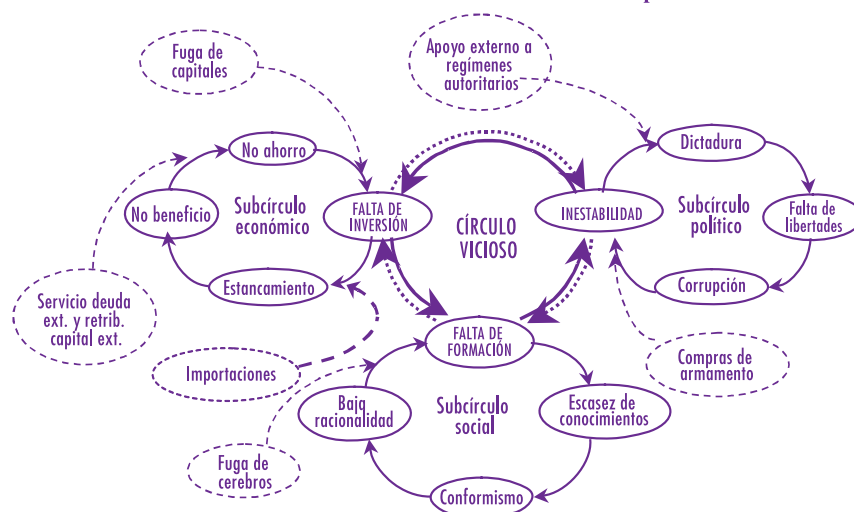 Fuga de
capitales
Apoyo externo a
regímenes
autoritarios
No ahorro
Dictadura
No beneficio
Subcírculo
económico
FALTA DE
INVERSIÓN
CÍRCULO
VICIOSO
INESTABILIDAD
Subcírculo
político
Falta de
libertades
Estancamiento
Corrupción
Servicio deuda
ext. y retrib.
capital ext.
FALTA DE
FORMACIÓN
Importaciones
Compras de
armamento
Baja
racionalidad
Subcírculo
social
Escasez de
conocimientos
Fuga de
cerebros
Conformismo